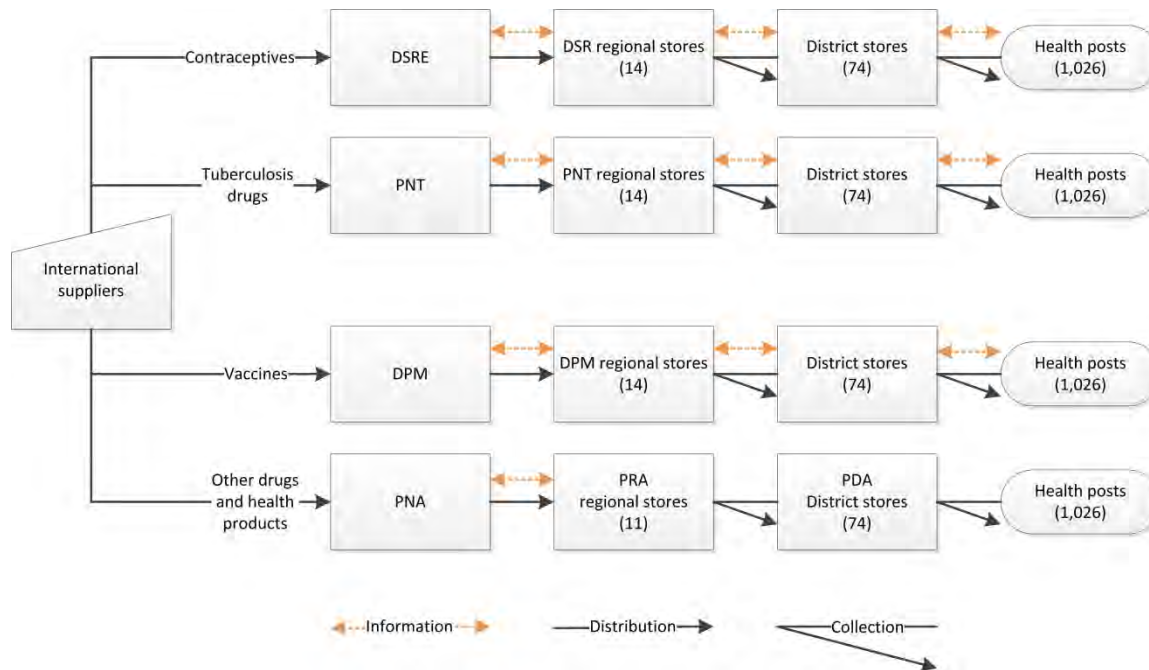 Contraceptives
DSRE
DSR regional stores
(14)
District stores
(74)
Health posts
(1,026)
Tuberculosis
drugs
PNT
PNT regional stores
(14)
District stores
(74)
Health posts
(1,026)
International
suppliers
Vaccines
DPM
DPM regional stores
(14)
District stores
(74)
Health posts
(1,026)
Other drugs
and health
products
PNA
PRA
regional stores
(11)
PDA
District stores
(74)
Health posts
(1,026)
Information
Distribution
Collection